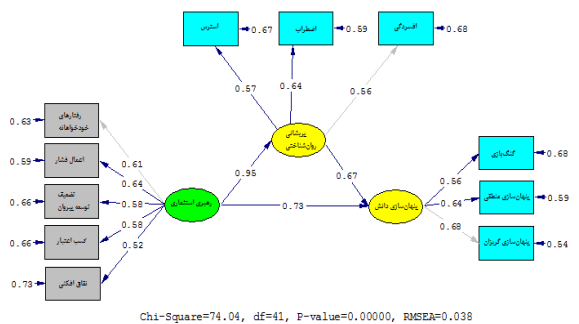 استرس
0.67
اضطراب
0.59
افسردگی
0.68
0.57
0.64
0.56
0.63
رفتارهای
خودخواهانه
پریشانی
روان‌شناختی
0.59
اعمال فشار
0.61
0.64
0.95
0.67
گنگ‌بازی
0.68
0.66
تضعیف
توسعه پیروان
0.58
رهبری استثماری
0.73
پنهان‌سازی دانش
0.56
0.64
پنهان‌سازی منطقی
0.59
0.66
کسب اعتبار
0.58
0.68
پنهان‌سازی گریزان
0.54
0.73
نفاق افکنی
0.52
Chi-Square=74.04, df=41, P-value=0.00000, RMSEA=0.038